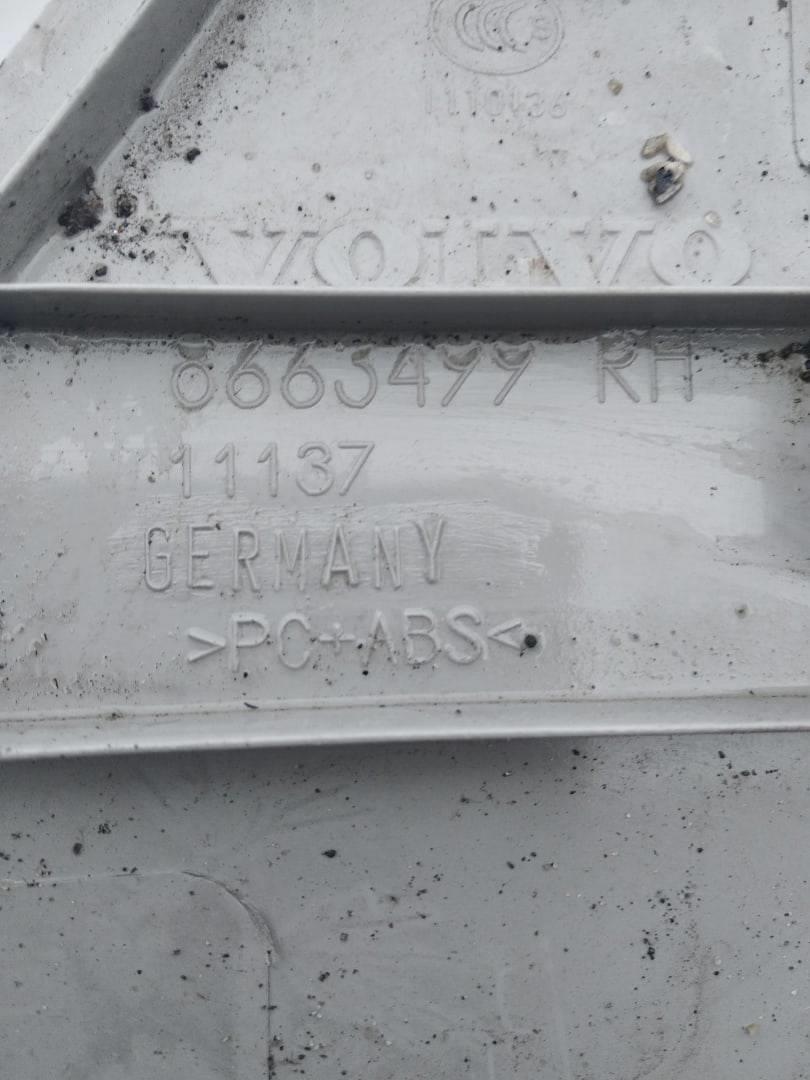 1110136
VOLVO
8663499 RH
11137
GERMANY
>PC+ABS<